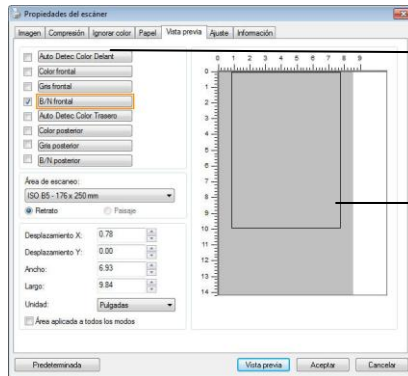 Propiedades del escáner
Imagen Compresión Ignorar color Papel Vista previa Ajuste Información
Auto Detec Color Delant
Color frontal
Gris frontal
B/N frontal
Auto Detec Color Trasero
Color posterior
Gris posterior
B/N posterior
Área de escaneo:
ISO B5 - 176 x 250 mm
Retrato Paisaje
Desplazamiento X: 0.78
Desplazamiento Y: 0.00
Ancho: 6.93
Largo: 9.84
Unidad: Pulgadas
Área aplicada a todos los modos
0 1 2 3 4 5 6 7 8 9
0
1
2
3
4
5
6
7
8
9
10
11
12
13
14
Predeterminada Vista previa Aceptar Cancelar